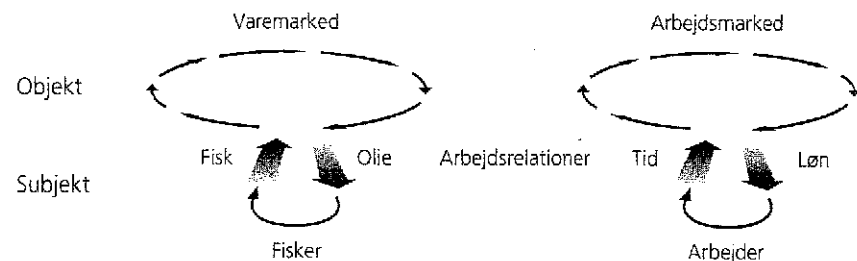 Varemarked Arbejdsmarked
Objekt
Fisk Olie Arbejdsrelationer Tid Løn
Subjekt
Fisker Arbejder